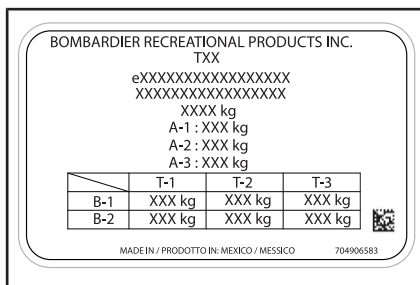 BOMBARDIER RECREATIONAL PRODUCTS INC.
TXX
eXXXXXXXXXXXXXXXXX
XXXXXXXXXXXXXXXXX
XXXX kg
A-1 : XXX kg
A-2 : XXX kg
A-3 : XXX kg
T-1 T-2 T-3
B-1 XXX kg XXX kg XXX kg
B-2 XXX kg XXX kg XXX kg
MADE IN / PRODOTTO IN: MEXICO / MESSICO 704906583